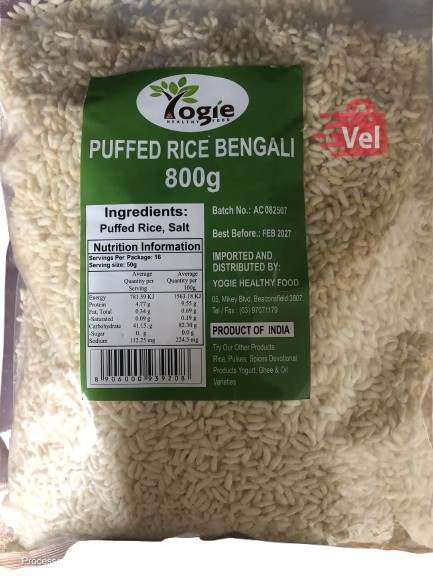 Yogie
HEALTHY FOOD
Vel
PUFFED RICE BENGALI
800g
Ingredients:
Puffed Rice, Salt
Nutrition Information
Servings Per Package: 16
Serving size: 50g
Average Quantity per Serving Average Quantity per 100g
Energy 781.59 KJ 1563.18 KJ
Protein 4.77 g 9.55 g
Fat, Total 0.34 g 0.69 g
-Saturated 0.09 g 0.19 g
Carbohydrate 41.15. g 82.30 g
-Sugar 0. g 0.0 g
Sodium 112.25 mg 224.5 mg
8 906000 939208
Batch No.: AC082507
Best Before.: FEB 2027
IMPORTED AND
DISTRIBUTED BY:
YOGIE HEALTHY FOOD
05, Mikey Blvd, Beaconsfield 3807
Tel / Fax: (03) 97071179
PRODUCT OF INDIA
Try Our Other Products
Rice, Pulses, Spices Devotional
Products Yogurt, Ghee & Oil
Varieties